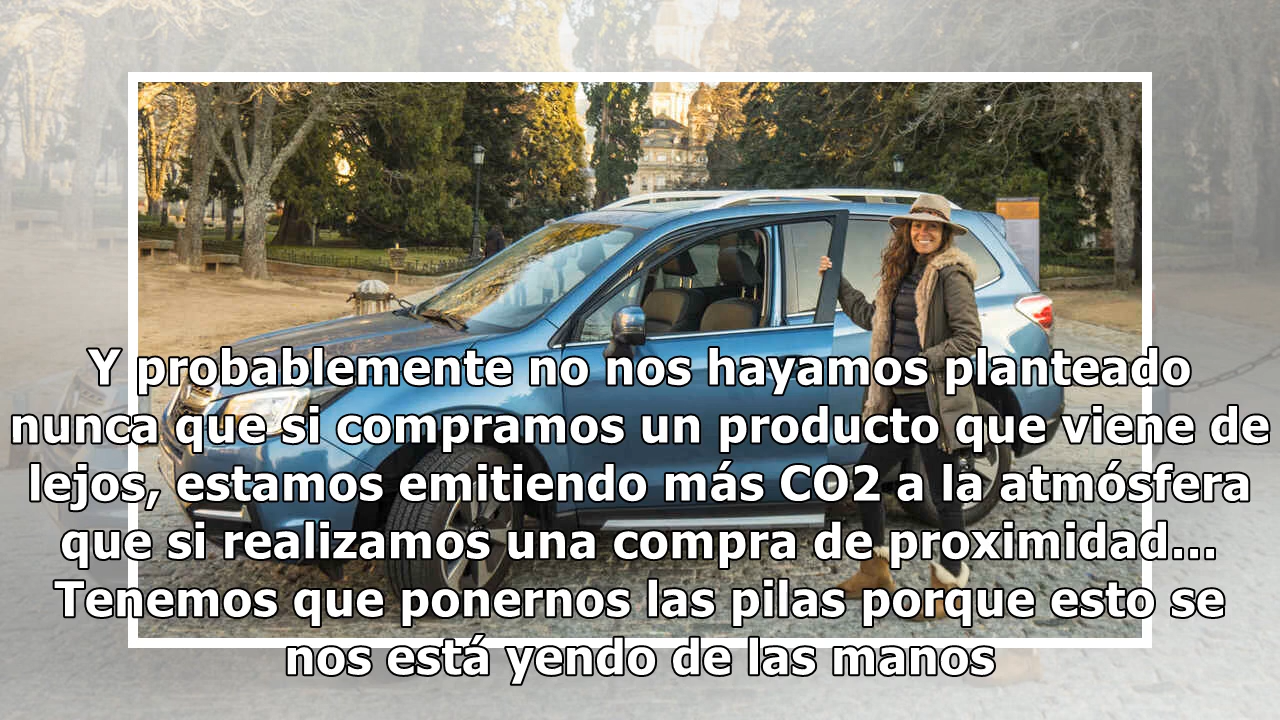 Y probablemente no nos hayamos planteado
nunca que si compramos un producto que viene de
lejos, estamos emitiendo más CO2 a la atmósfera
que si realizamos una compra de proximidad...
Tenemos que ponernos las pilas porque esto se
nos está yendo de las manos